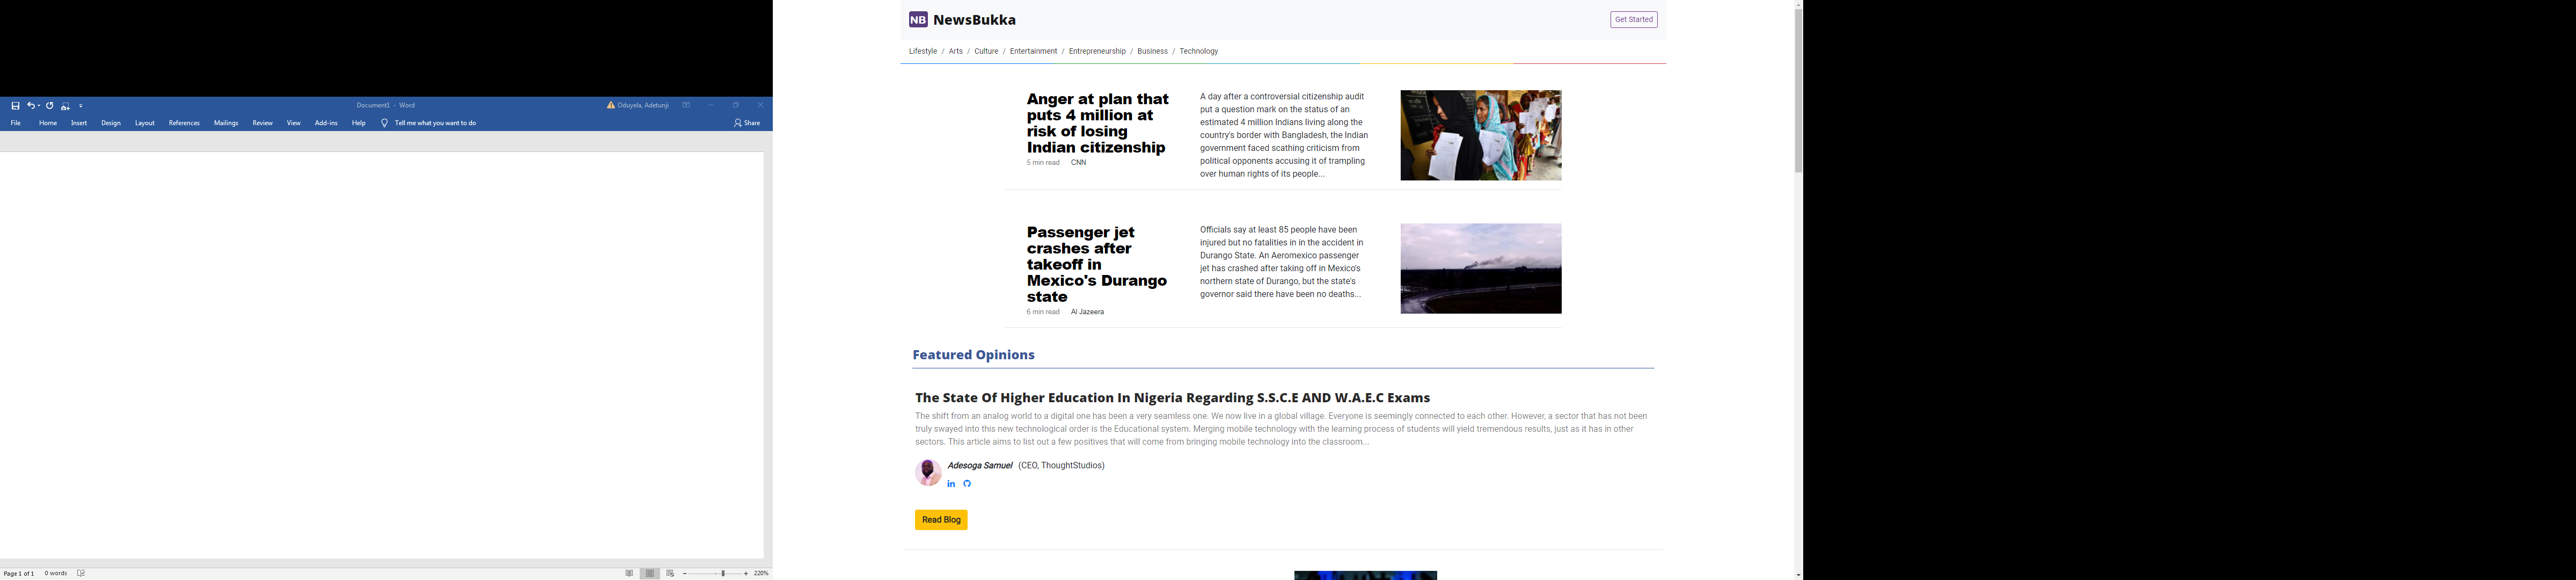 Document1 - Word
Oduyela, Adetunji
File Home Insert Design Layout References Mailings Review View Add-ins Help Tell me what you want to do
Share
Page 1 of 1 0 words
220%
NB NewsBukka
Get Started
Lifestyle / Arts / Culture / Entertainment / Entrepreneurship / Business / Technology
Anger at plan that
puts 4 million at
risk of losing
Indian citizenship
5 min read CNN
A day after a controversial citizenship audit
put a question mark on the status of an
estimated 4 million Indians living along the
country's border with Bangladesh, the Indian
government faced scathing criticism from
political opponents accusing it of trampling
over human rights of its people...
Passenger jet
crashes after
takeoff in
Mexico's Durango
state
6 min read Al Jazeera
Officials say at least 85 people have been
injured but no fatalities in in the accident in
Durango State. An Aeromexico passenger
jet has crashed after taking off in Mexico's
northern state of Durango, but the state's
governor said there have been no deaths...
Featured Opinions
The State Of Higher Education In Nigeria Regarding S.S.C.E AND W.A.E.C Exams
The shift from an analog world to a digital one has been a very seamless one. We now live in a global village. Everyone is seemingly connected to each other. However, a sector that has not been
truly swayed into this new technological order is the Educational system. Merging mobile technology with the learning process of students will yield tremendous results, just as it has in other
sectors. This article aims to list out a few positives that will come from bringing mobile technology into the classroom...
Adesoga Samuel (CEO, ThoughtStudios)
in
Read Blog